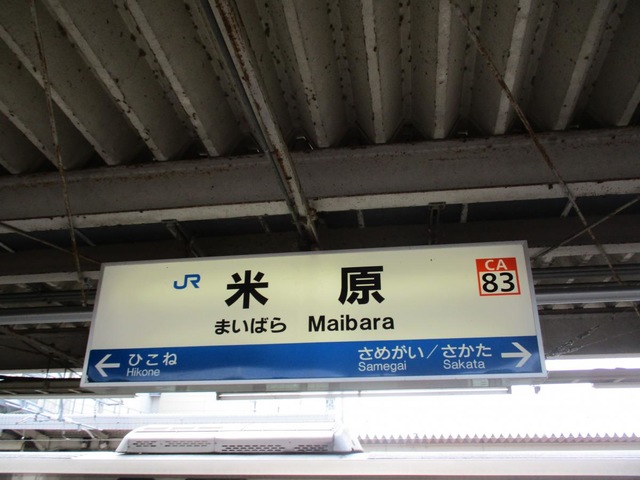 JR 米原 CA 83
まいばら Maibara
←ひこね さめがい/さかた→
Hikone Samegai Sakata